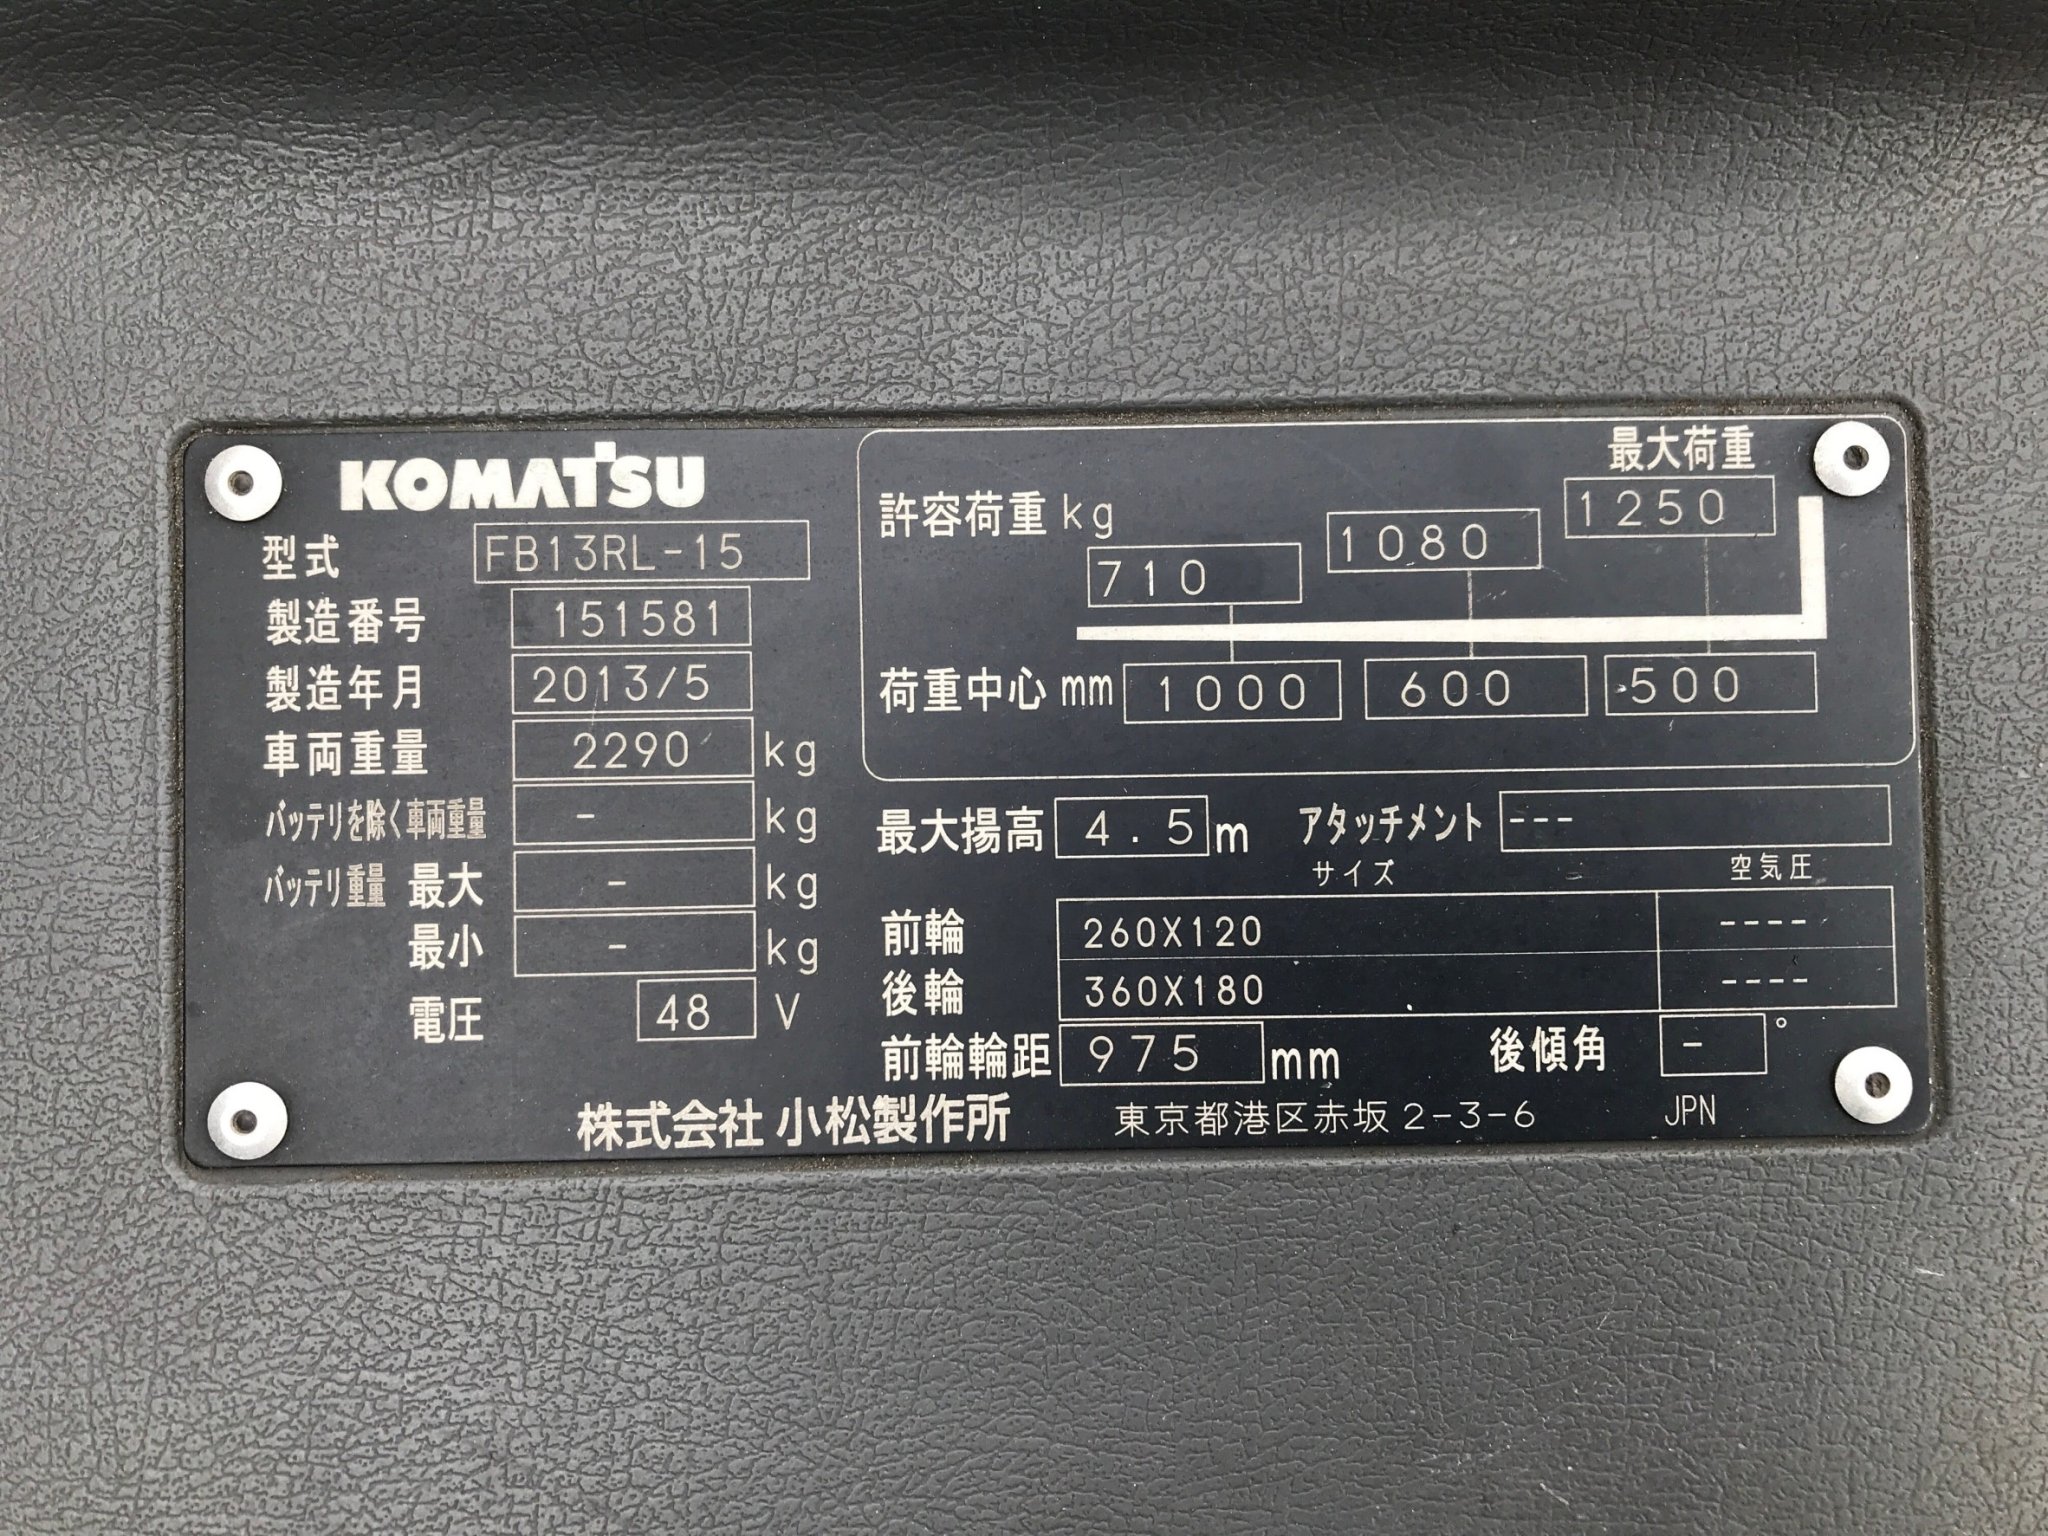 KOMATSU
型式 FB13RL-15
製造番号 151581
製造年月 2013/5
車両重量 2290 kg
バッテリを除く車両重量 - kg
バッテリ重量 最大 - kg
最小 - kg
電圧 48 V
最大荷重
許容荷重 kg 710 1080 1250
荷重中心 mm 1000 600 500
最大揚高 4.5 m アタッチメント ---
サイズ 空気圧
前輪 260X120 ----
後輪 360X180 ----
前輪輪距 975 mm 後傾角 - °
株式会社 小松製作所 東京都港区赤坂2-3-6 JPN